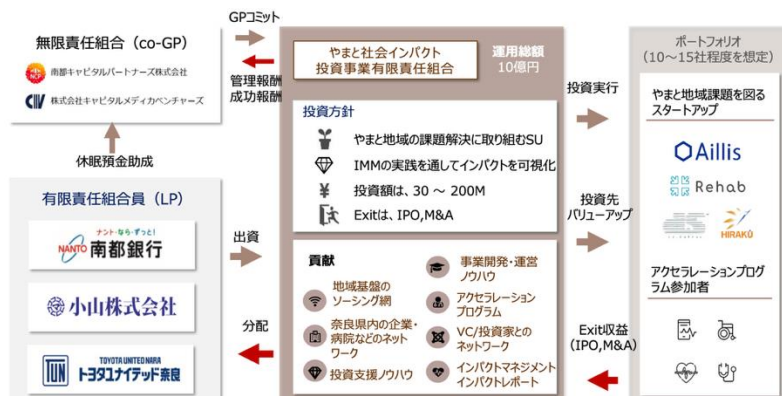 無限責任組合（co-GP）
NCP
南都キャピタルパートナーズ株式会社
CMV
株式会社キャピタルメディカベンチャーズ
休眠預金助成
有限責任組合員（LP）
ナント・なら・ずっと!
NANTO 南都銀行
小山株式会社
TOYOTA UNITED NARA
TUN トヨタユナイテッド奈良
GPコミット
管理報酬
成功報酬
出資
分配
やまと社会インパクト
投資事業有限責任組合
運用総額
10億円
投資方針
やまと地域の課題解決に取り組むSU
IMMの実践を通してインパクトを可視化
¥ 投資額は、30 ～ 200M
Exitは、IPO,M&A
貢献
地域基盤の
ソーシング網
奈良県内の企業・
病院などのネット
ワーク
投資支援ノウハウ
事業開発・運営
ノウハウ
アクセラレーション
プログラム
VC/投資家との
ネットワーク
インパクトマネジメント
インパクトレポート
投資実行
投資先
バリューアップ
Exit収益
(IPO,M&A)
ポートフォリオ
（10～15社程度を想定）
やまと地域課題を図る
スタートアップ
Aillis
Rehab
HIRAKU
アクセラレーションプログ
ラム参加者